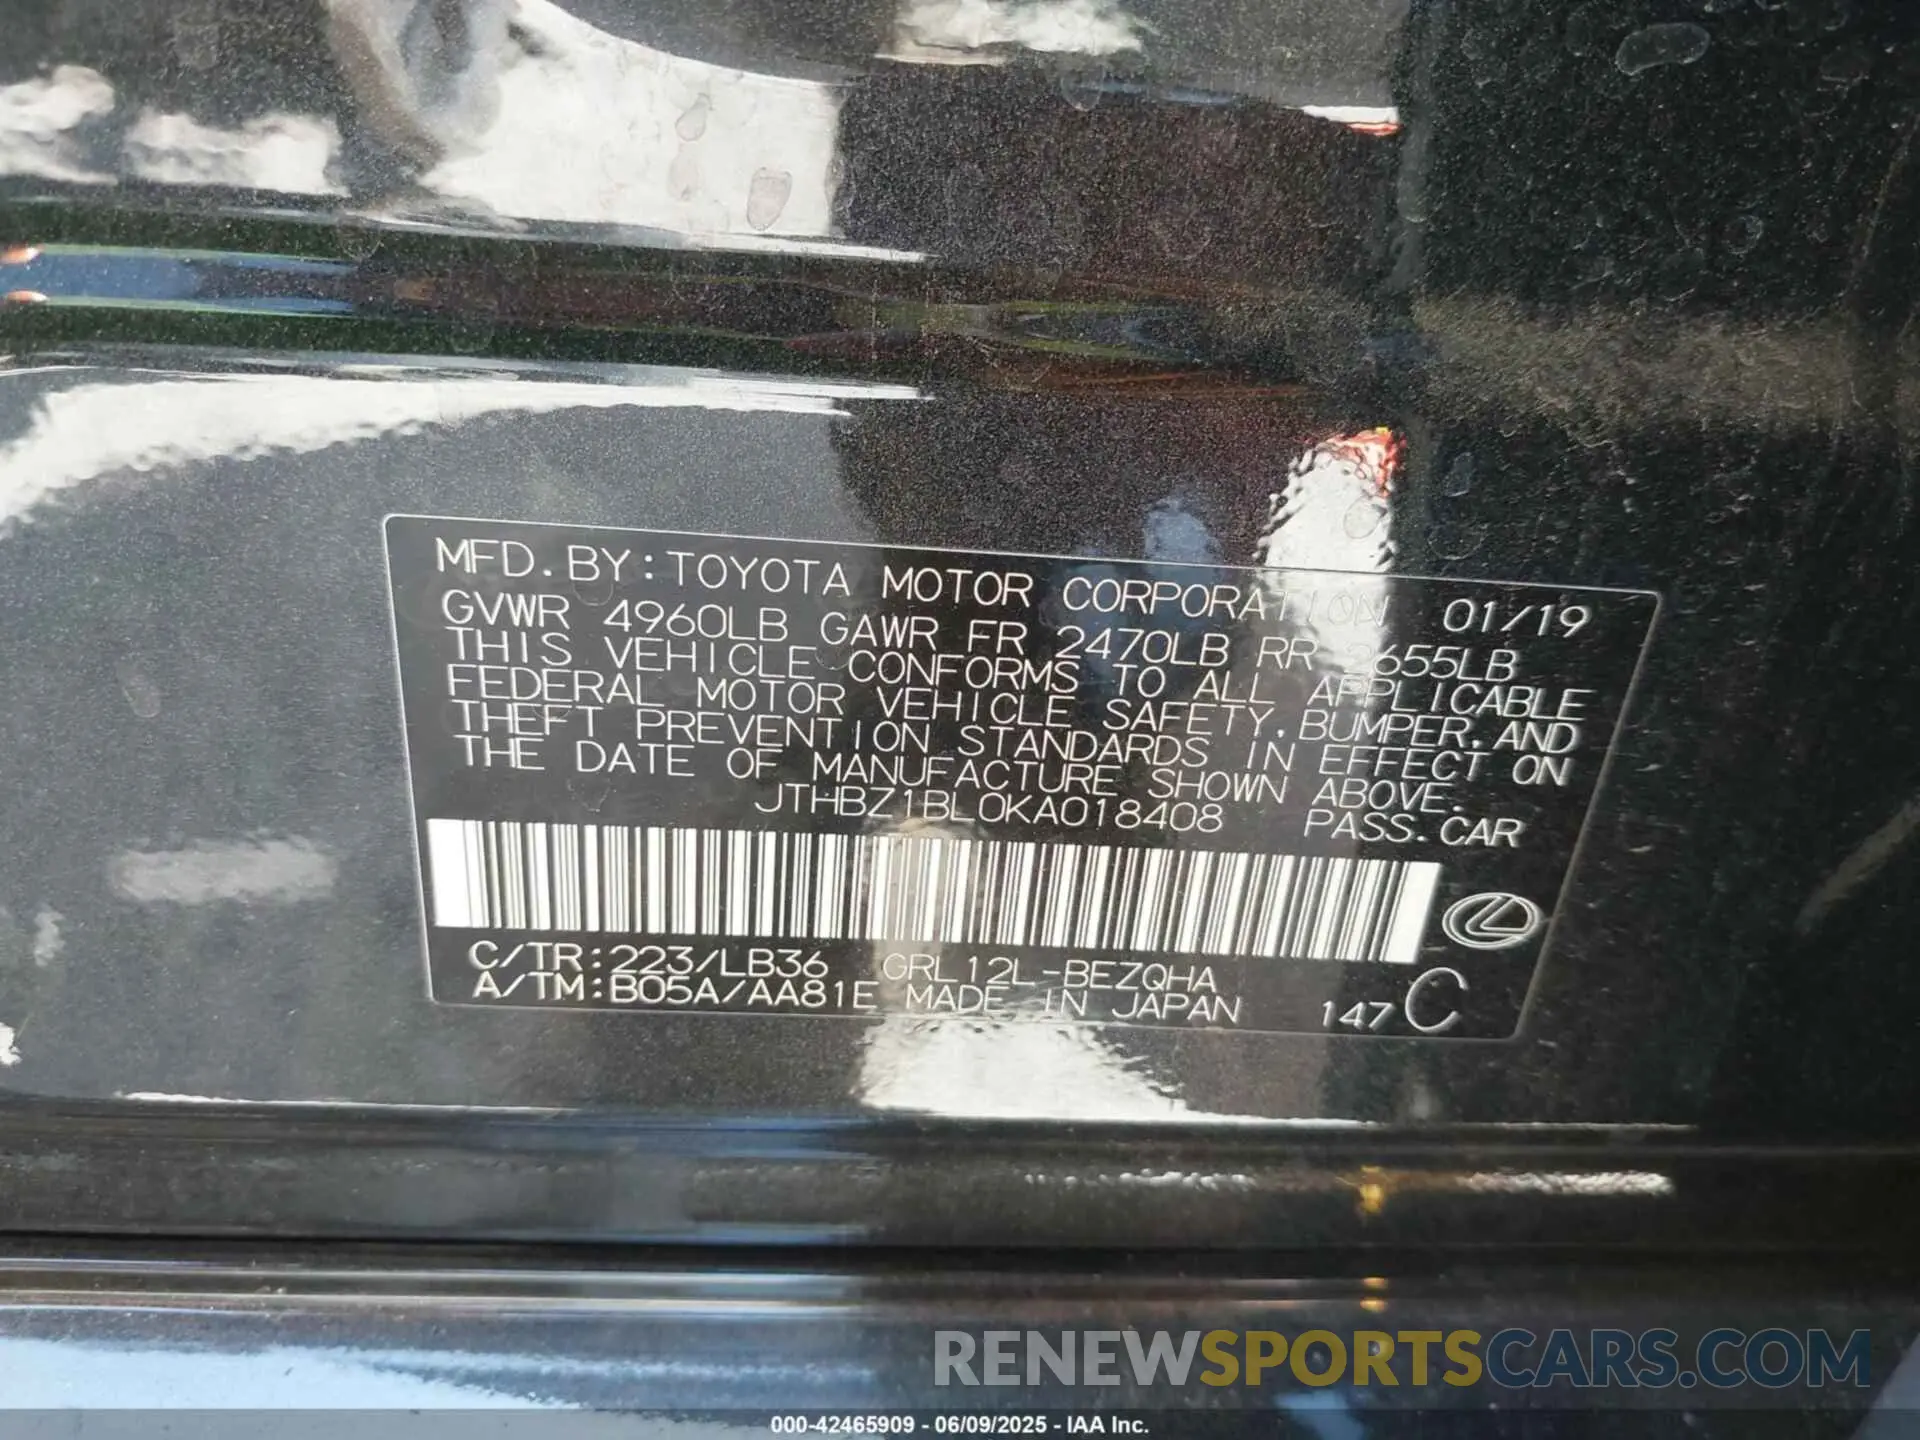 MFD.BY:TOYOTA MOTOR CORPORATION 01/19
GVWR 4960LB GAWR FR 2470LB RR 2655LB
THIS VEHICLE CONFORMS TO ALL APPLICABLE
FEDERAL MOTOR VEHICLE SAFETY,BUMPER,AND
THEFT PREVENTION STANDARDS IN EFFECT ON
THE DATE OF MANUFACTURE SHOWN ABOVE.
JTHBZ1BL0KA018408 PASS.CAR
C/TR:223/LB36 GRL12L-BEZQHA
A/TM:B05A/AA81E MADE IN JAPAN 147 C
RENEWSPORTSCARS.COM
000-42465909 - 06/09/2025 - IAA Inc.